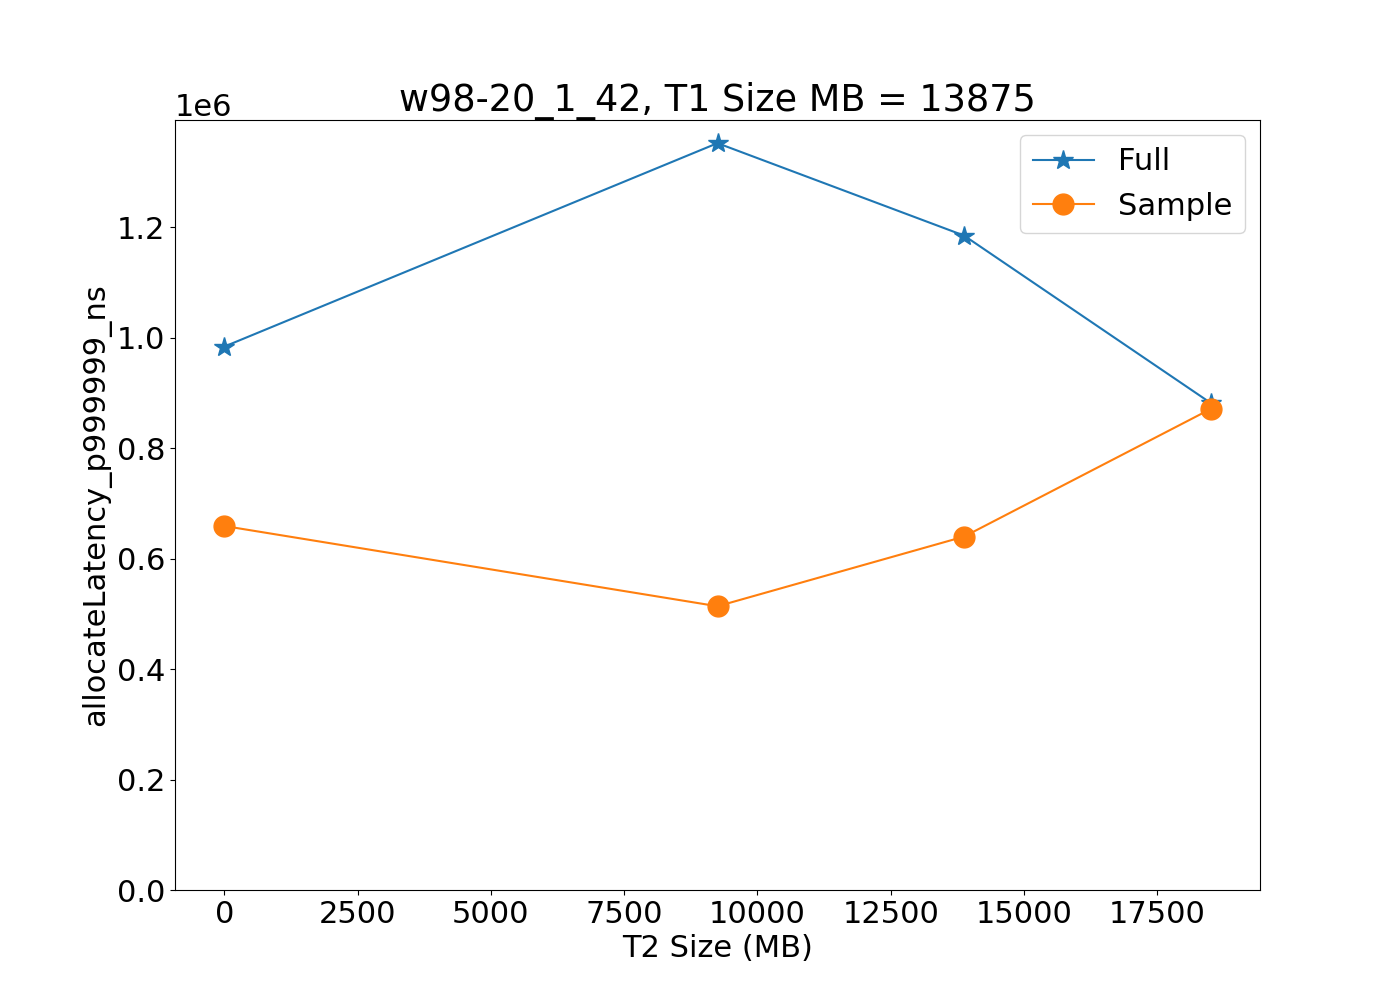 w98-20_1_42, T1 Size MB = 13875
1e6
Full
Sample
1.2
1.0
0.8
0.6
0.4
0.2
0.0
allocateLatency_p999999_ns
0 2500 5000 7500 10000 12500 15000 17500
T2 Size (MB)